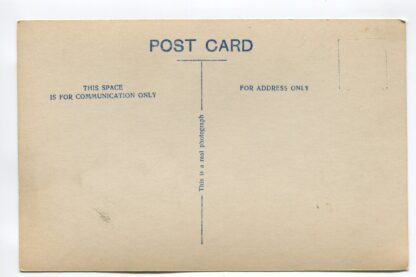 POST CARD
THIS SPACE
IS FOR COMMUNICATION ONLY
FOR ADDRESS ONLY
This is a real photograph